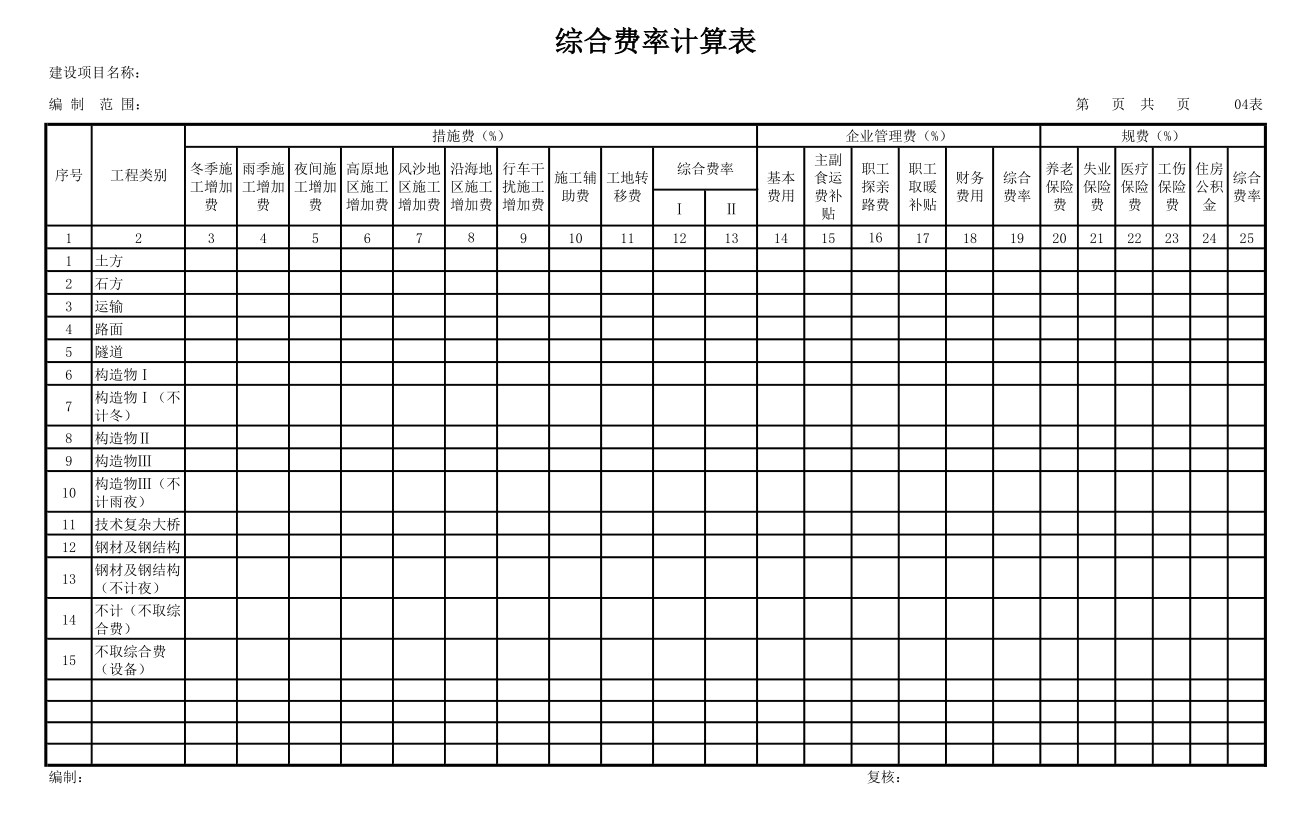 综合费率计算表
建设项目名称:
编 制 范 围: 第 页 共 页 04表
措施费（%） 企业管理费（%） 规费（%）
序号 工程类别 冬季施工增加费 雨季施工增加费 夜间施工增加费 高原地区施工增加费 风沙地区施工增加费 沿海地区施工增加费 行车干扰施工增加费 施工辅助费 工地转移费 综合费率 基本费用 主副食运费补贴 职工探亲路费 职工取暖补贴 财务费用 综合费率 养老保险费 失业保险费 医疗保险费 工伤保险费 住房公积金 综合费率
Ⅰ Ⅱ
1 2 3 4 5 6 7 8 9 10 11 12 13 14 15 16 17 18 19 20 21 22 23 24 25
1 土方
2 石方
3 运输
4 路面
5 隧道
6 构造物Ⅰ
7 构造物Ⅰ（不计冬）
8 构造物Ⅱ
9 构造物Ⅲ
10 构造物Ⅲ（不计雨夜）
11 技术复杂大桥
12 钢材及钢结构
13 钢材及钢结构（不计夜）
14 不计（不取综合费）
15 不取综合费（设备）
编制: 复核: